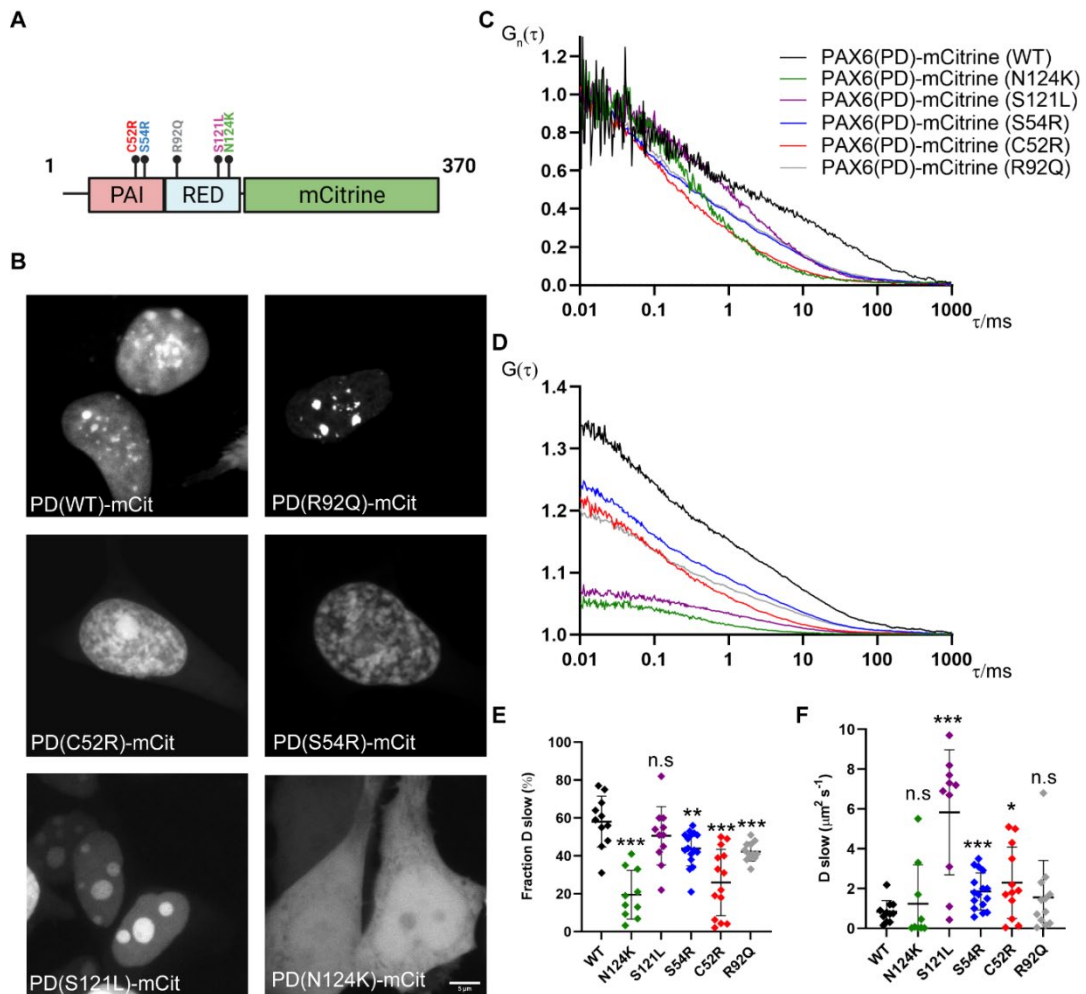 A
C52R
S54R
R92Q
S121L
N124K
1
370
PAI
RED
mCitrine
B
PD(WT)-mCit
PD(R92Q)-mCit
PD(C52R)-mCit
PD(S54R)-mCit
PD(S121L)-mCit
PD(N124K)-mCit
5 μm
C
Gn(τ)
1.2
1.0
0.8
0.6
0.4
0.2
0.0
0.01
0.1
1
10
100
1000
τ/ms
PAX6(PD)-mCitrine (WT)
PAX6(PD)-mCitrine (N124K)
PAX6(PD)-mCitrine (S121L)
PAX6(PD)-mCitrine (S54R)
PAX6(PD)-mCitrine (C52R)
PAX6(PD)-mCitrine (R92Q)
D
G(τ)
1.4
1.3
1.2
1.1
1.0
0.01
0.1
1
10
100
1000
τ/ms
E
Fraction D slow (%)
100
80
60
40
20
0
***
n.s
**
***
***
WT
N124K
S121L
S54R
C52R
R92Q
F
D slow (μm² s⁻¹)
10
8
6
4
2
0
n.s
***
***
*
n.s
WT
N124K
S121L
S54R
C52R
R92Q